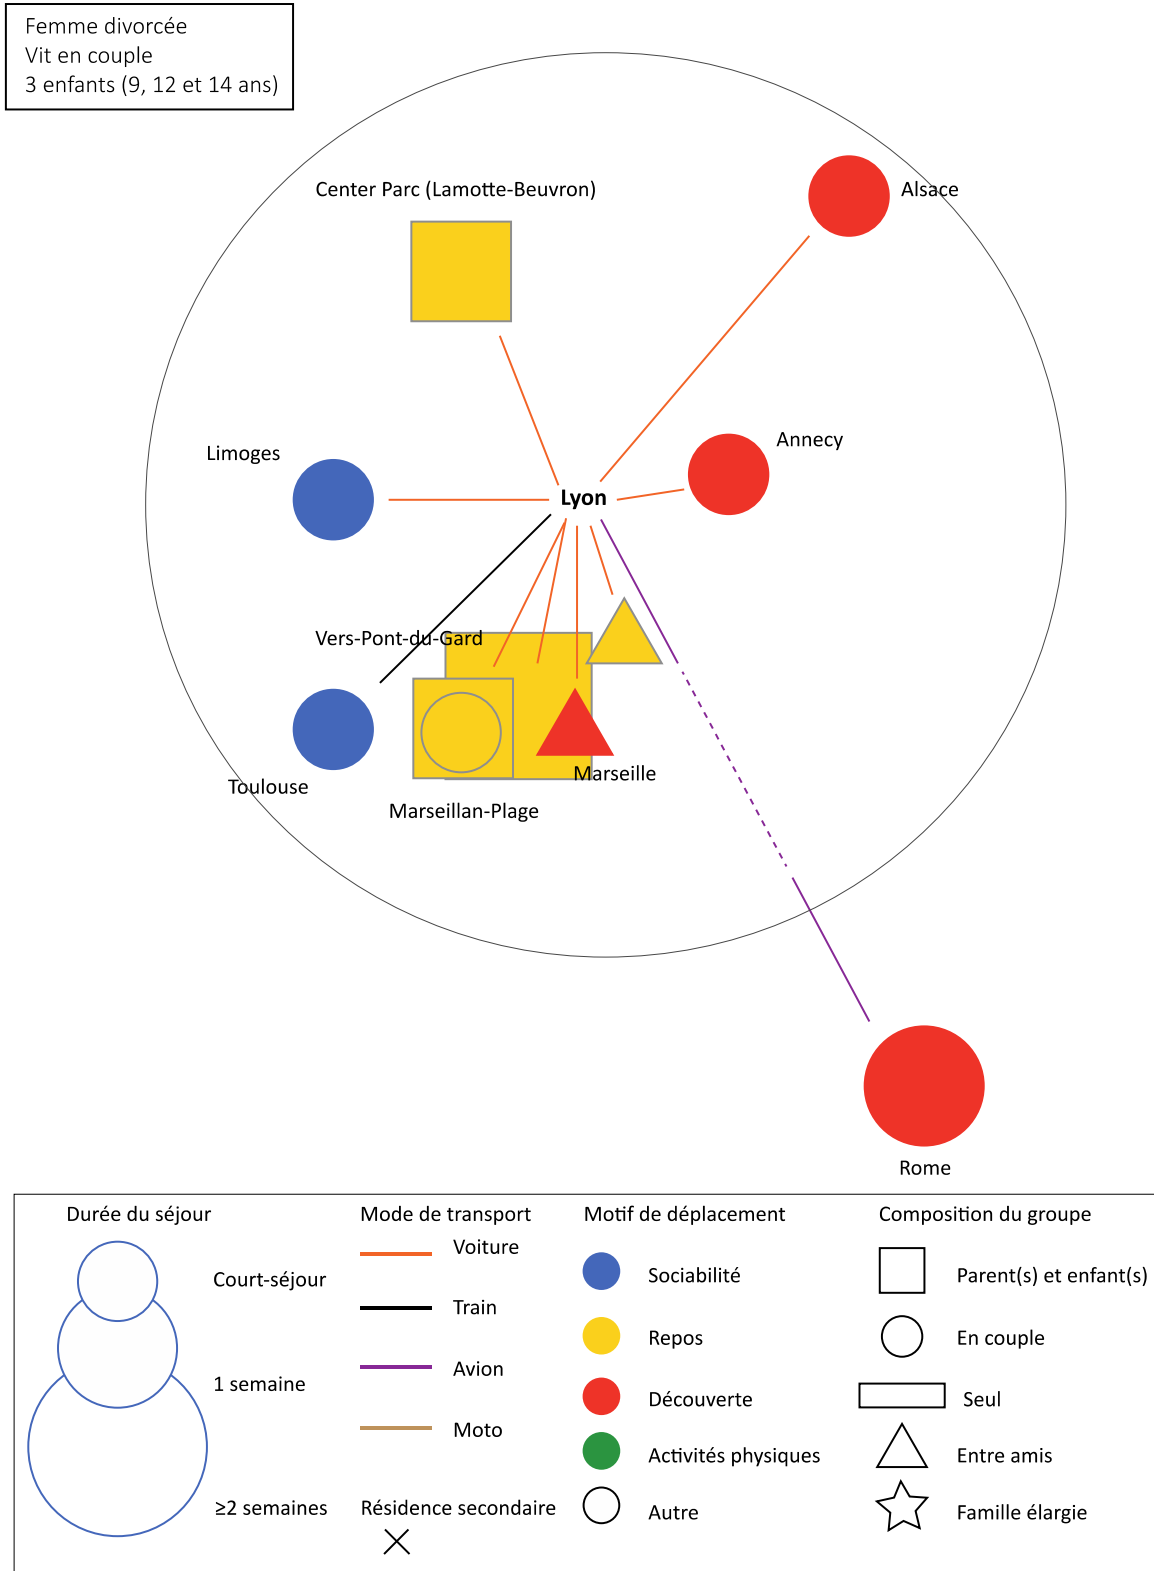 Femme divorcée
Vit en couple
3 enfants (9, 12 et 14 ans)
Center Parc (Lamotte-Beuvron)
Alsace
Annecy
Limoges
Lyon
Vers-Pont-du-Gard
Toulouse
Marseille
Marseillan-Plage
Rome
Durée du séjour
Court-séjour
1 semaine
≥2 semaines
Mode de transport
Voiture
Train
Avion
Moto
Résidence secondaire
Motif de déplacement
Sociabilité
Repos
Découverte
Activités physiques
Autre
Composition du groupe
Parent(s) et enfant(s)
En couple
Seul
Entre amis
Famille élargie